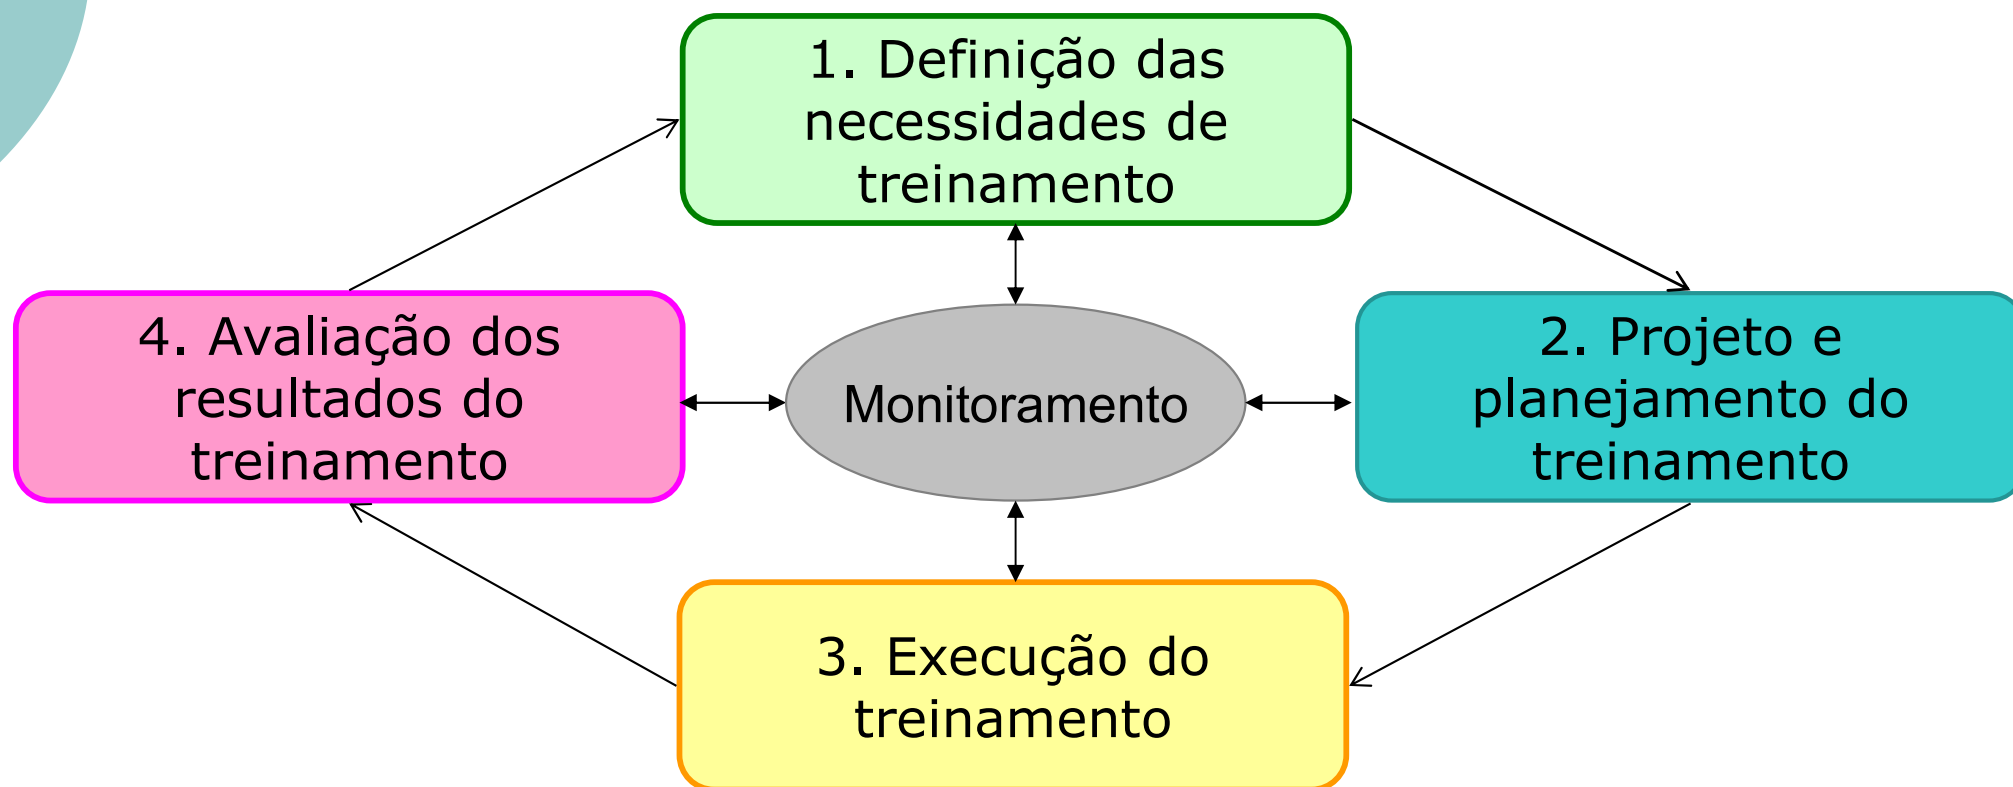 1. Definição das
necessidades de
treinamento
4. Avaliação dos
resultados do
treinamento
Monitoramento
2. Projeto e
planejamento do
treinamento
3. Execução do
treinamento